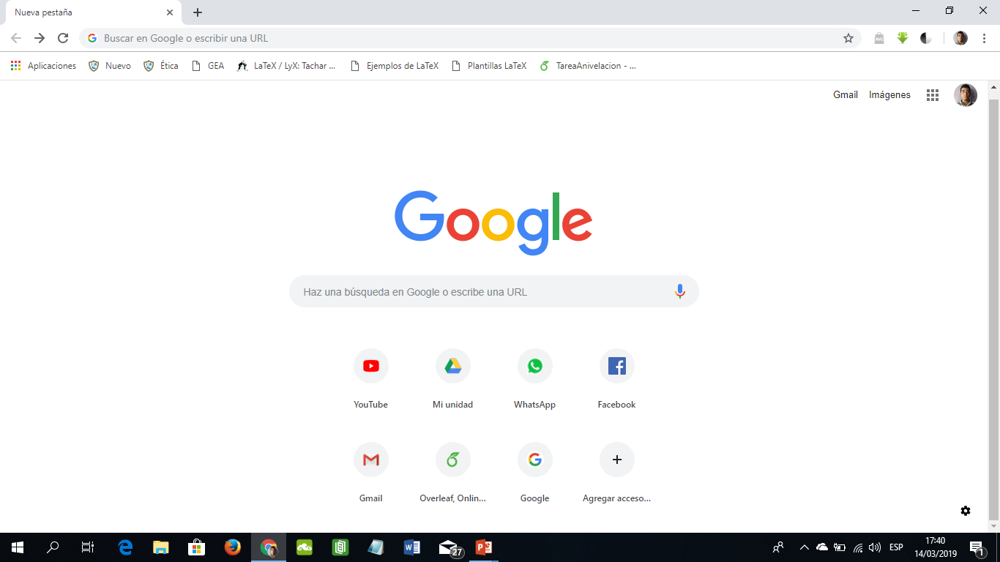 Nueva pestaña
Buscar en Google o escribir una URL
Aplicaciones Nuevo Ética GEA LaTeX / LyX: Tachar ... Ejemplos de LaTeX Plantillas LaTeX TareaAnivelacion - ...
Gmail Imágenes
Google
Haz una búsqueda en Google o escribe una URL
YouTube Mi unidad WhatsApp Facebook
Gmail Overleaf, Onlin... Google Agregar acceso...
27 ESP 17:40
14/03/2019 1